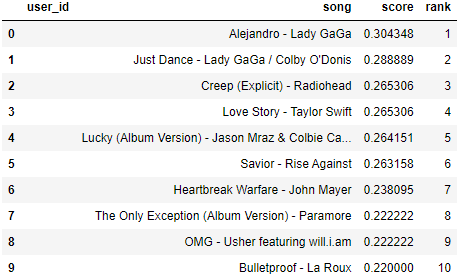 user_id song score rank
0 Alejandro - Lady GaGa 0.304348 1
1 Just Dance - Lady GaGa / Colby O'Donis 0.288889 2
2 Creep (Explicit) - Radiohead 0.265306 3
3 Love Story - Taylor Swift 0.265306 4
4 Lucky (Album Version) - Jason Mraz & Colbie Ca... 0.264151 5
5 Savior - Rise Against 0.263158 6
6 Heartbreak Warfare - John Mayer 0.238095 7
7 The Only Exception (Album Version) - Paramore 0.222222 8
8 OMG - Usher featuring will.i.am 0.222222 9
9 Bulletproof - La Roux 0.220000 10